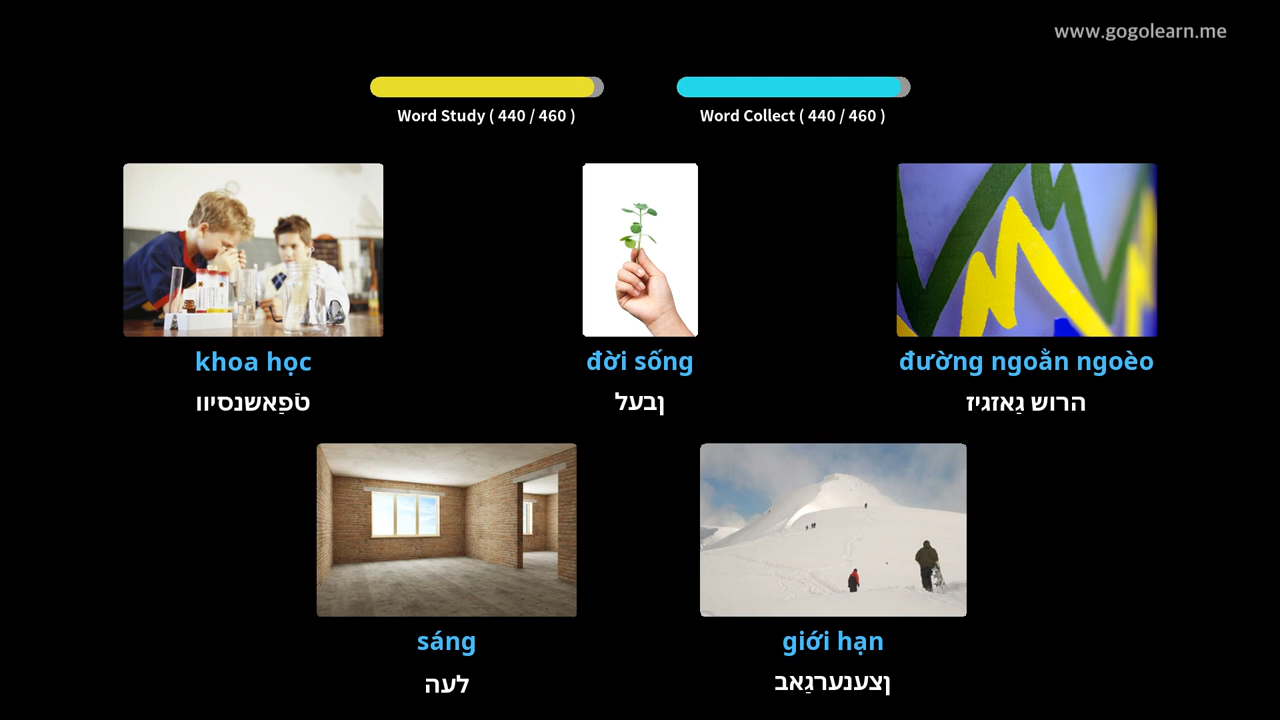 www.gogolearn.me
Word Study ( 440 / 460 )
Word Collect ( 440 / 460 )
khoa học
טֿפַאשנסיוו
đời sống
ןבעל
đường ngoằn ngoèo
הרוש גַאזגיז
sáng
לעה
giới hạn
ןצענערגַאב